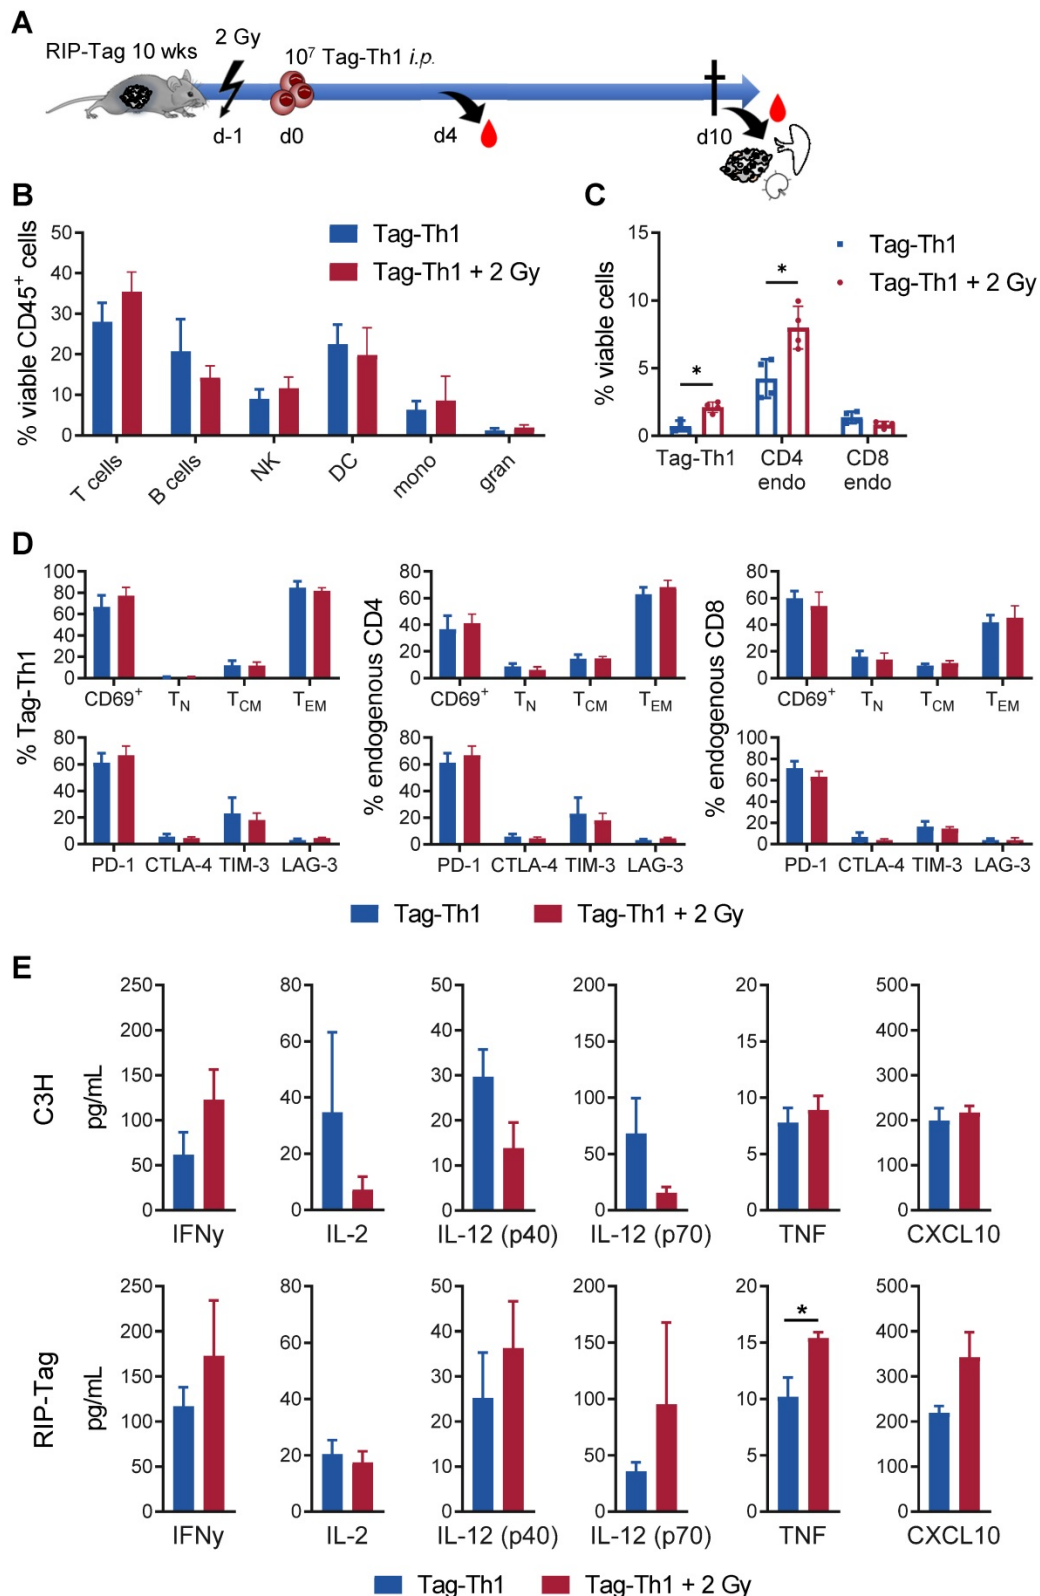 A
RIP-Tag 10 wks
2 Gy
10⁷ Tag-Th1 i.p.
d-1
d0
d4
d10
B
% viable CD45⁺ cells
50
40
30
20
10
0
Tag-Th1
Tag-Th1 + 2 Gy
T cells
B cells
NK
DC
mono
gran
C
% viable cells
15
10
5
0
Tag-Th1
Tag-Th1 + 2 Gy
*
*
Tag-Th1
CD4 endo
CD8 endo
D
% Tag-Th1
100
80
60
40
20
0
CD69⁺ T_N T_CM T_EM
80
60
40
20
0
PD-1 CTLA-4 TIM-3 LAG-3
% endogenous CD4
80
60
40
20
0
CD69⁺ T_N T_CM T_EM
80
60
40
20
0
PD-1 CTLA-4 TIM-3 LAG-3
% endogenous CD8
80
60
40
20
0
CD69⁺ T_N T_CM T_EM
100
80
60
40
20
0
PD-1 CTLA-4 TIM-3 LAG-3
Tag-Th1 Tag-Th1 + 2 Gy
E
C3H
pg/mL
250
200
150
100
50
0
IFNy
80
60
40
20
0
IL-2
50
40
30
20
10
0
IL-12 (p40)
200
150
100
50
0
IL-12 (p70)
20
15
10
5
0
TNF
500
400
300
200
100
0
CXCL10
RIP-Tag
pg/mL
250
200
150
100
50
0
IFNy
80
60
40
20
0
IL-2
50
40
30
20
10
0
IL-12 (p40)
200
150
100
50
0
IL-12 (p70)
20
15
10
5
0
*
TNF
500
400
300
200
100
0
CXCL10
Tag-Th1 Tag-Th1 + 2 Gy